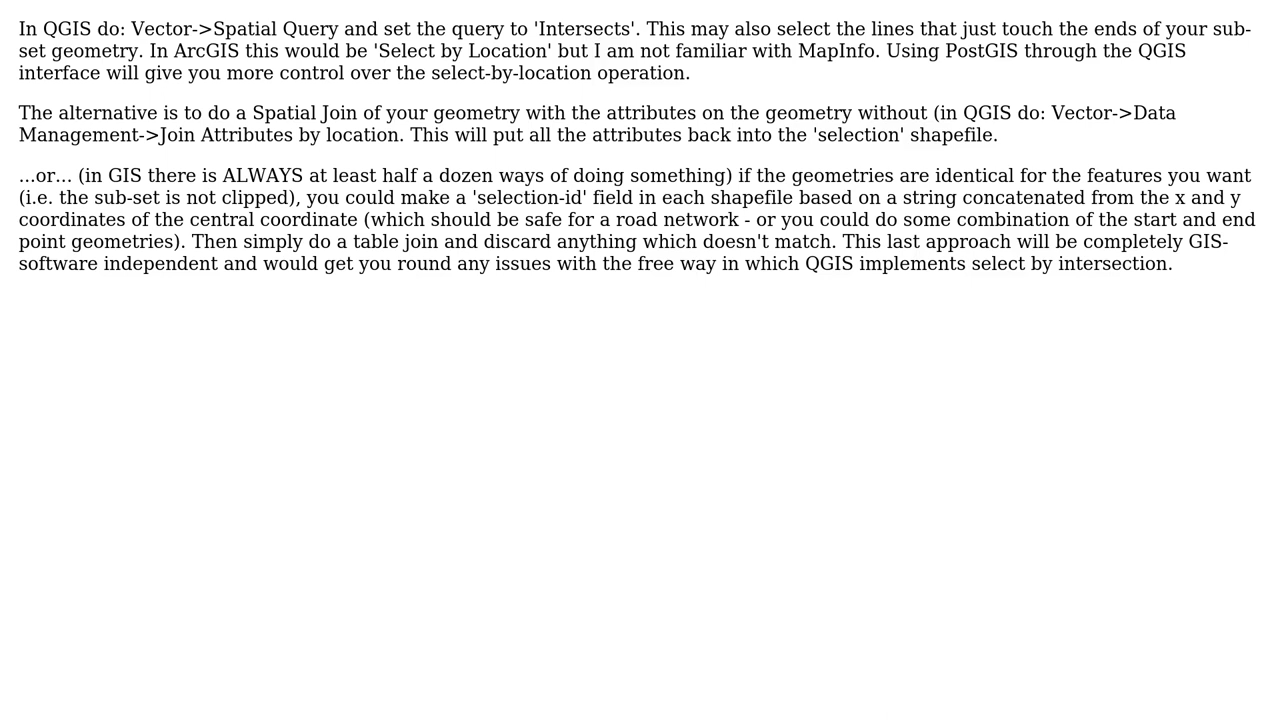 In QGIS do: Vector->Spatial Query and set the query to 'Intersects'. This may also select the lines that just touch the ends of your sub-
set geometry. In ArcGIS this would be 'Select by Location' but I am not familiar with MapInfo. Using PostGIS through the QGIS
interface will give you more control over the select-by-location operation.
The alternative is to do a Spatial Join of your geometry with the attributes on the geometry without (in QGIS do: Vector->Data
Management->Join Attributes by location. This will put all the attributes back into the 'selection' shapefile.
...or... (in GIS there is ALWAYS at least half a dozen ways of doing something) if the geometries are identical for the features you want
(i.e. the sub-set is not clipped), you could make a 'selection-id' field in each shapefile based on a string concatenated from the x and y
coordinates of the central coordinate (which should be safe for a road network - or you could do some combination of the start and end
point geometries). Then simply do a table join and discard anything which doesn't match. This last approach will be completely GIS-
software independent and would get you round any issues with the free way in which QGIS implements select by intersection.